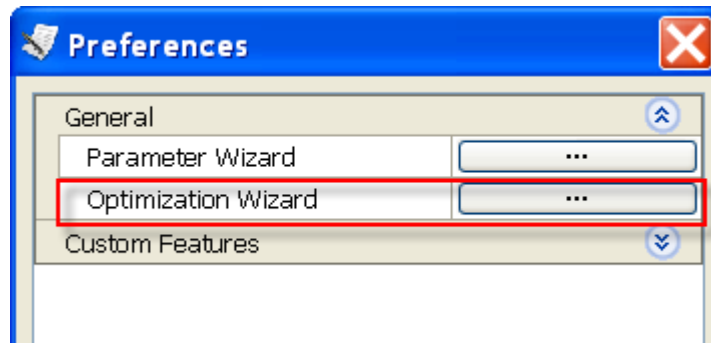 Preferences
General
Parameter Wizard ...
Optimization Wizard ...
Custom Features